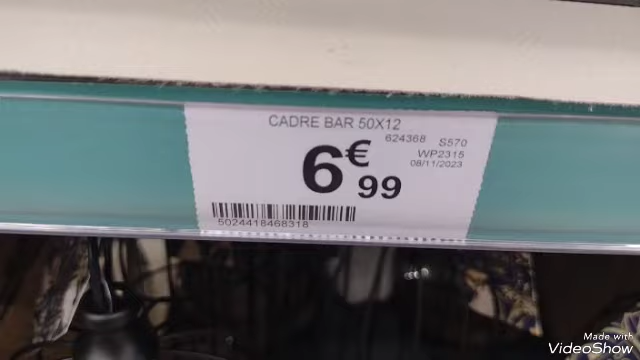 CADRE BAR 50X12
624368 S570
WP2315
08/11/2023
6€99
5024418468318
Made with
VideoShow